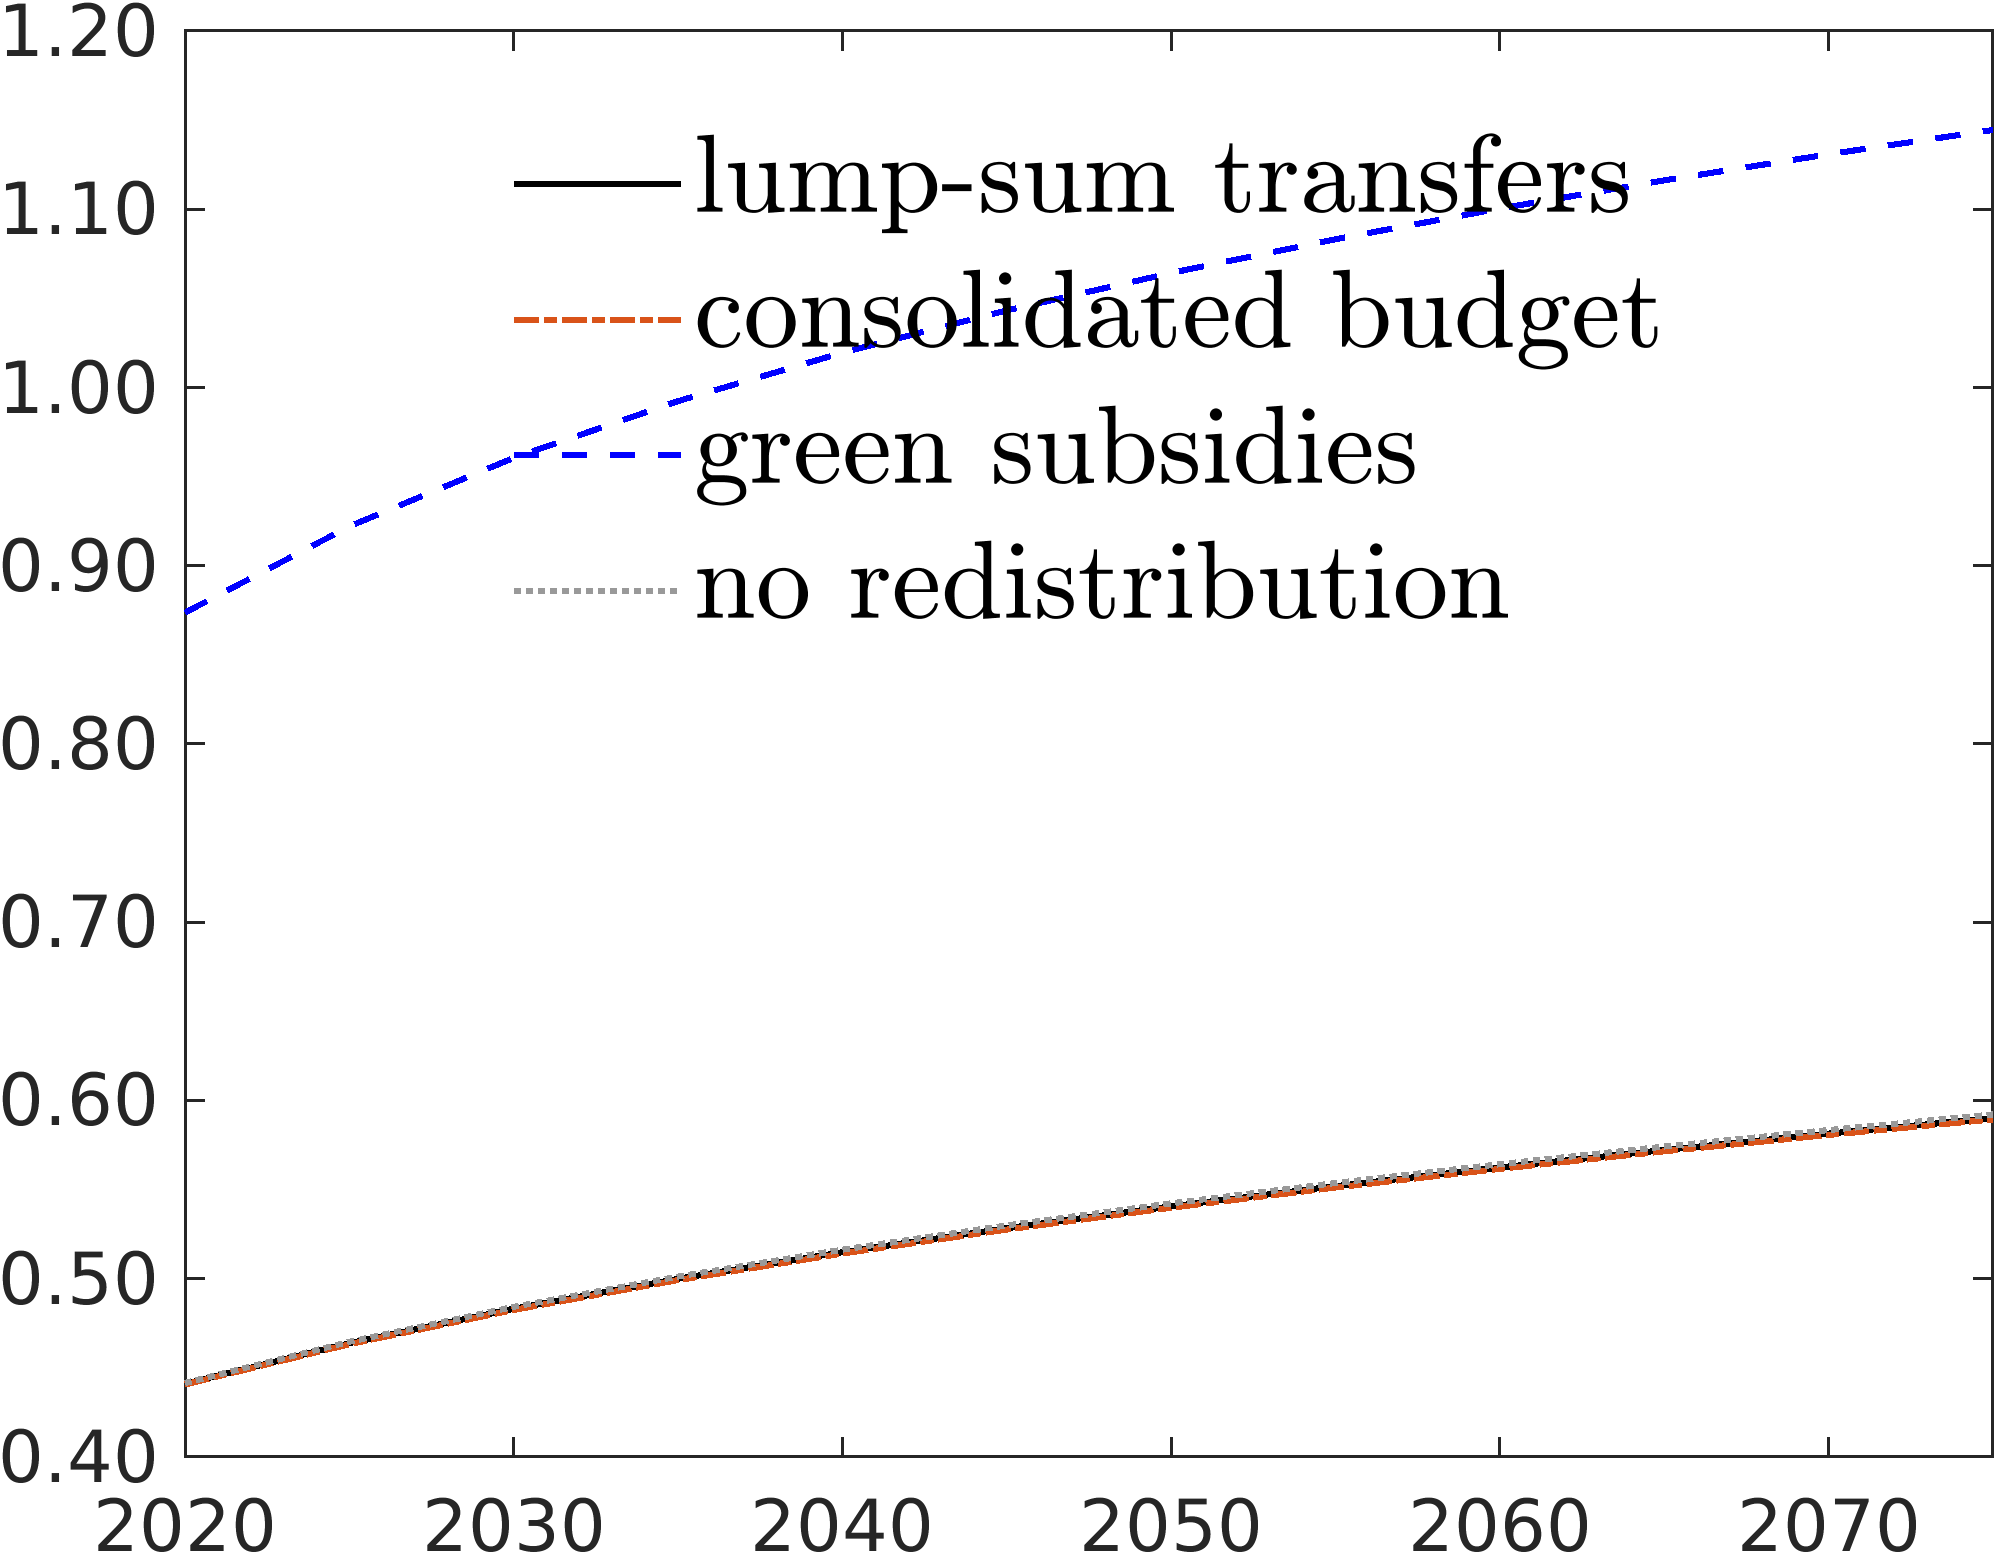 1.20
1.10
1.00
0.90
0.80
0.70
0.60
0.50
0.40
lump-sum transfers
consolidated budget
green subsidies
no redistribution
2020 2030 2040 2050 2060 2070